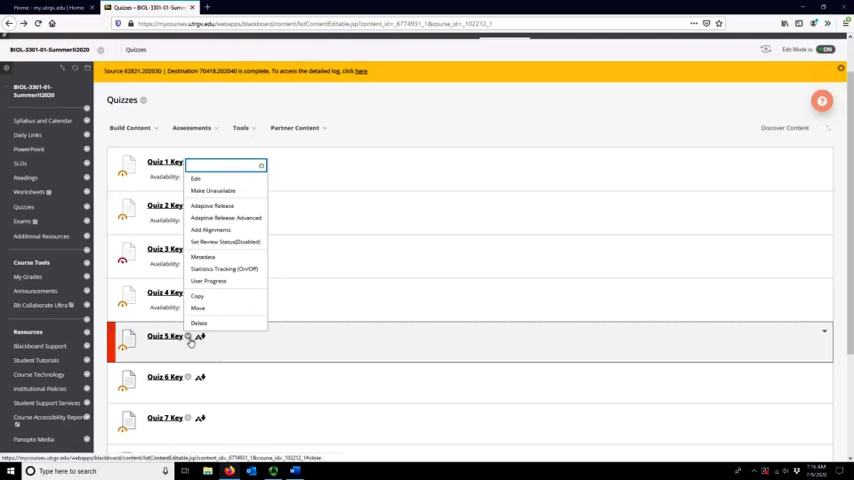 Home - my.utrgv.edu | Home
Quizzes - BIOL-3301-01-Summer
https://mycourses.utrgv.edu/webapps/blackboard/content/listContentEditable.jsp?content_id=_6774931_1&course_id=_102212_1
BIOL-3301-01-SummerII2020
Quizzes
Edit Mode is: ON
Source 62821.202030 | Destination 70418.202040 is complete. To access the detailed log, click here
BIOL-3301-01-
SummerII2020
Syllabus and Calendar
Daily Links
PowerPoint
SLOs
Readings
Worksheets
Quizzes
Exams
Additional Resources
Course Tools
My Grades
Announcements
Bb Collaborate Ultra
Resources
Blackboard Support
Student Tutorials
Course Technology
Institutional Policies
Student Support Services
Course Accessibility Report
Panopto Media
Quizzes
Build Content
Assessments
Tools
Partner Content
Discover Content
Quiz 1 Key
Availability:
Quiz 2 Key
Availability:
Quiz 3 Key
Availability:
Quiz 4 Key
Availability:
Quiz 5 Key
Quiz 6 Key
Quiz 7 Key
Edit
Make Unavailable
Adaptive Release
Adaptive Release: Advanced
Add Alignments
Set Review Status(Disabled)
Metadata
Statistics Tracking (On/Off)
User Progress
Copy
Move
Delete
https://mycourses.utrgv.edu/webapps/blackboard/content/listContentEditable.jsp?content_id=_6774931_1&course_id=_102212_1#close
Type here to search
7:16 AM
7/9/2020